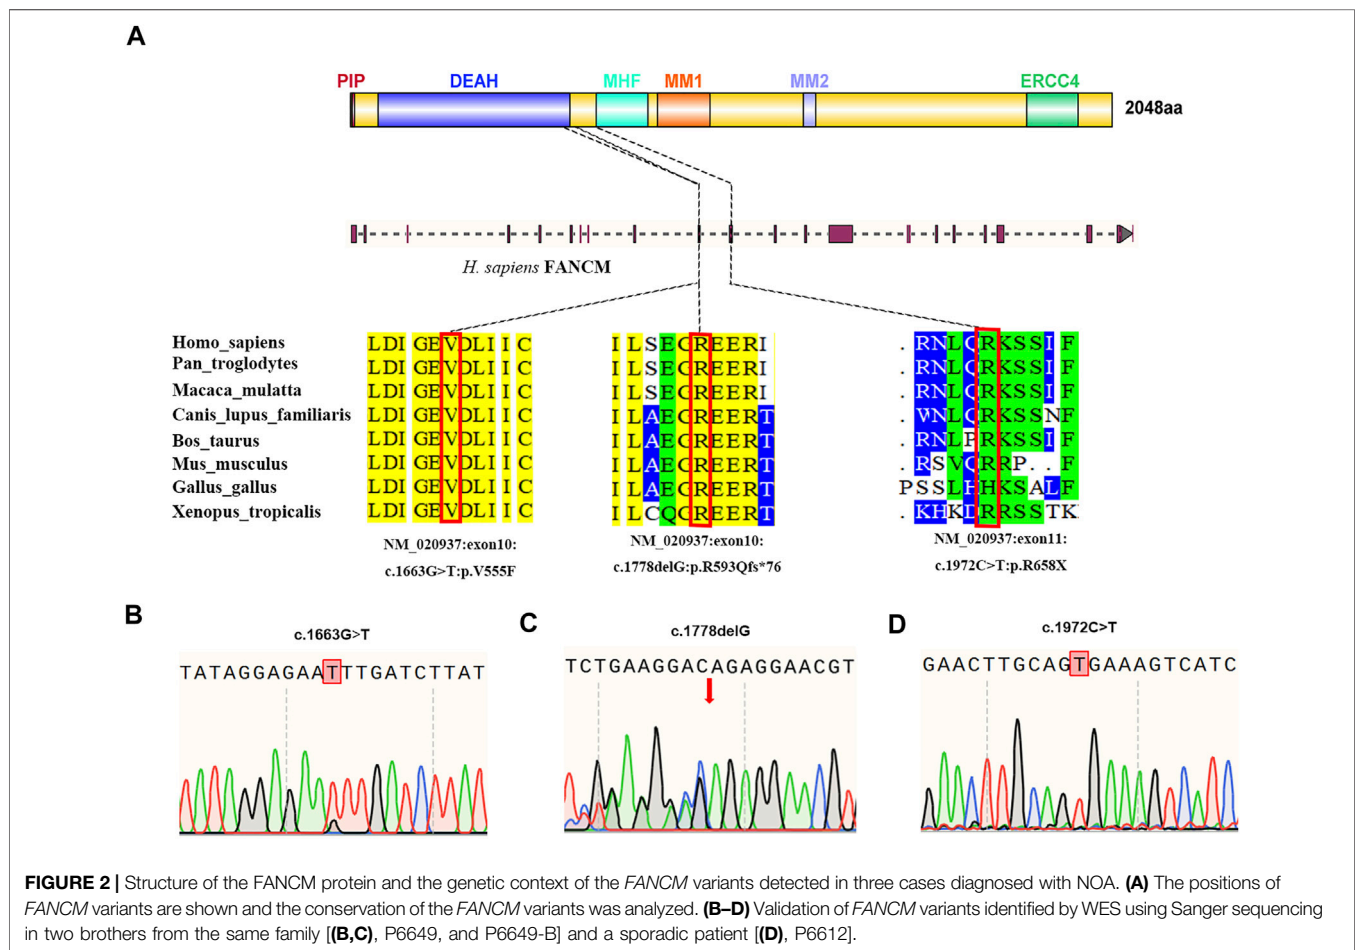 A
PIP DEAH MHF MM1 MM2 ERCC4
2048aa
H. sapiens FANCM
Homo_sapiens LDIGEVDLIIC ILSEGREERI .RNLQRKSSIF
Pan_troglodytes LDIGEVDLIIC ILSEGREERI .RNLQRKSSIF
Macaca_mulatta LDIGEVDLIIC ILSEGREERI .RNLQRKSSIF
Canis_lupus_familiaris LDIGEVDLIIC ILAEGREERT .WNLQRKSSNF
Bos_taurus LDIGEVDLIIC ILAEGREERT .RNLPRKSSIF
Mus_musculus LDIGEVDLIIC ILAEGREERT .RSVQRRP..F
Gallus_gallus LDIGEVDLIIC ILAEGREERT PSSLHHKSALF
Xenopus_tropicalis LDIGEVDLIIC ILCQGREERT
NM_020937:exon10: NM_020937:exon10: NM_020937:exon11:
c.1663G>T:p.V555F c.1778delG:p.R593Qfs*76 c.1972C>T:p.R658X
B
c.1663G>T
TATAGGAGAATTTGATCTTAT
C
c.1778delG
TCTGAAGGACAGAGGAACGT
D
c.1972C>T
GAACTTGCAGTGAAAGTCATC
FIGURE 2 | Structure of the FANCM protein and the genetic context of the FANCM variants detected in three cases diagnosed with NOA. (A) The positions of
FANCM variants are shown and the conservation of the FANCM variants was analyzed. (B–D) Validation of FANCM variants identified by WES using Sanger sequencing
in two brothers from the same family [(B,C), P6649, and P6649-B] and a sporadic patient [(D), P6612].